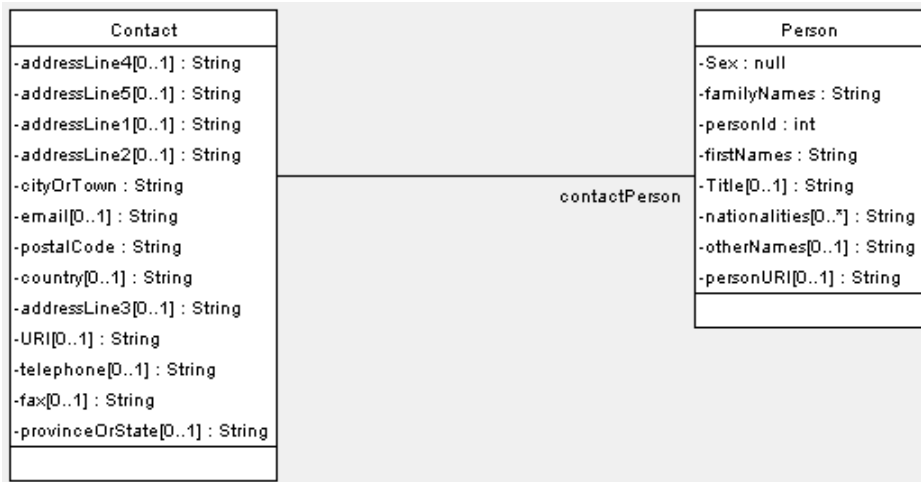 Contact
-addressLine4[0..1] : String
-addressLine5[0..1] : String
-addressLine1[0..1] : String
-addressLine2[0..1] : String
-cityOrTown : String
-email[0..1] : String
-postalCode : String
-country[0..1] : String
-addressLine3[0..1] : String
-URI[0..1] : String
-telephone[0..1] : String
-fax[0..1] : String
-provinceOrState[0..1] : String
contactPerson
Person
-Sex : null
-familyNames : String
-personId : int
-firstNames : String
-Title[0..1] : String
-nationalities[0..*] : String
-otherNames[0..1] : String
-personURI[0..1] : String